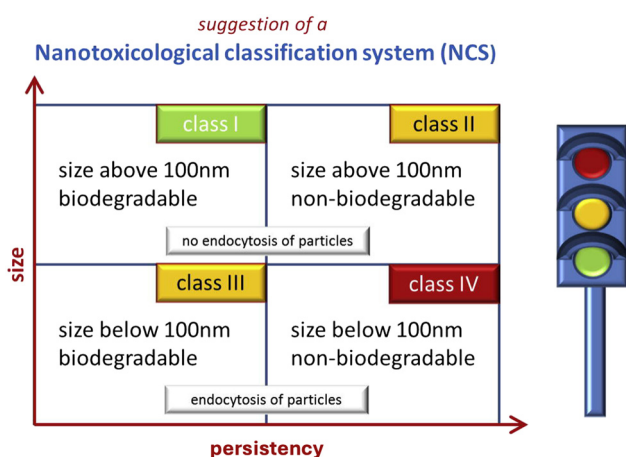 suggestion of a
Nanotoxicological classification system (NCS)
class I
class II
size above 100nm
biodegradable
size above 100nm
non-biodegradable
no endocytosis of particles
size
class III
class IV
size below 100nm
biodegradable
size below 100nm
non-biodegradable
endocytosis of particles
persistency